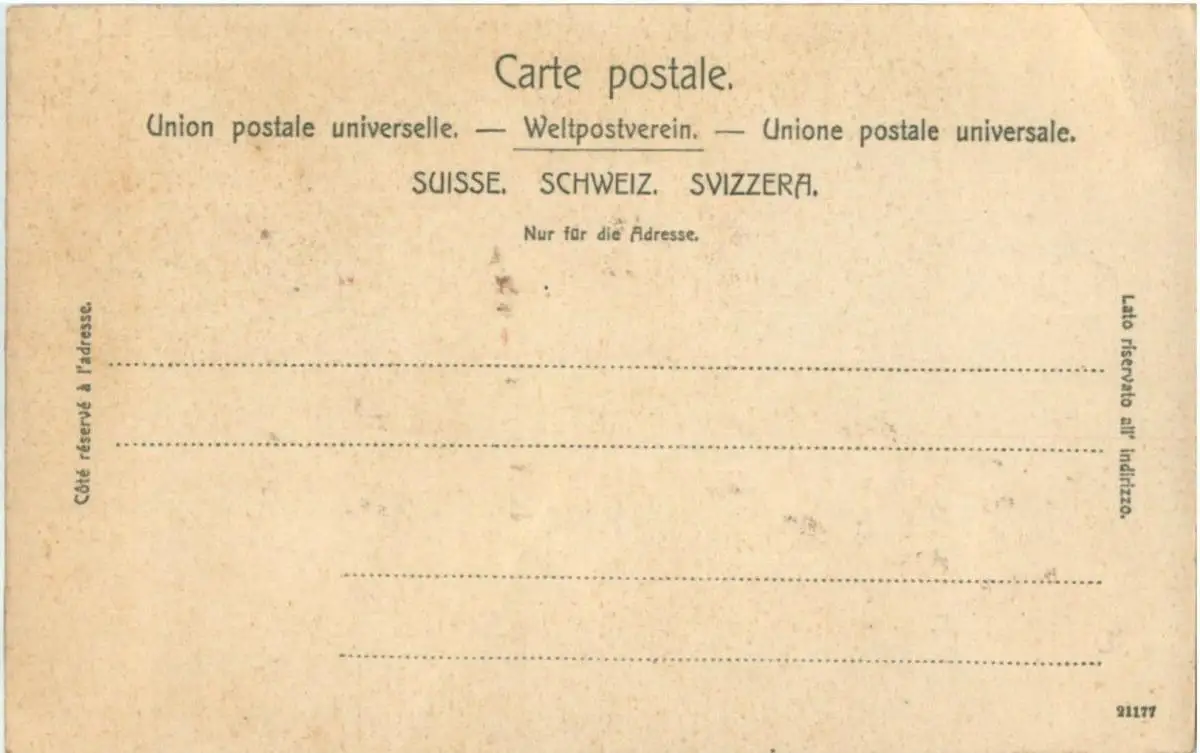 Carte postale.
Union postale universelle. — Weltpostverein. — Unione postale universale.
SUISSE. SCHWEIZ. SVIZZERA.
Nur für die Adresse.
Côté réservé à l'adresse.
Lato riservato all' indirizzo.
21177